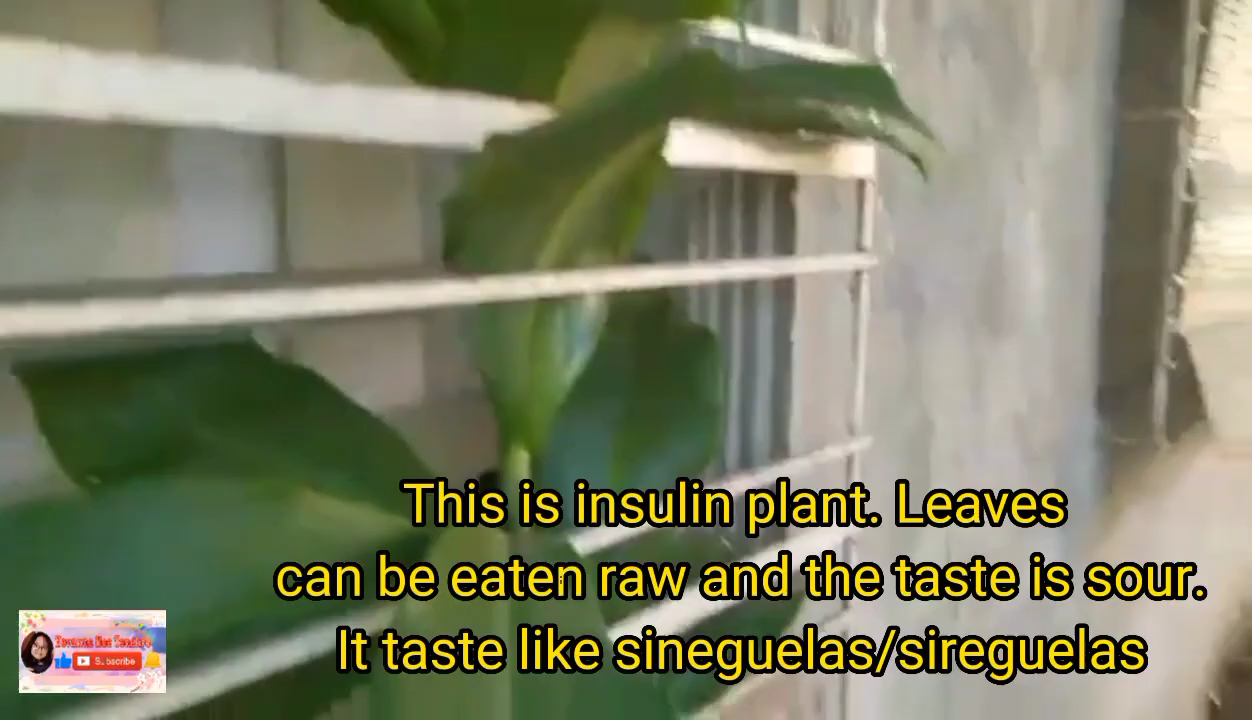 This is insulin plant. Leaves
can be eaten raw and the taste is sour.
It taste like sineguelas/sireguelas
Subscribe